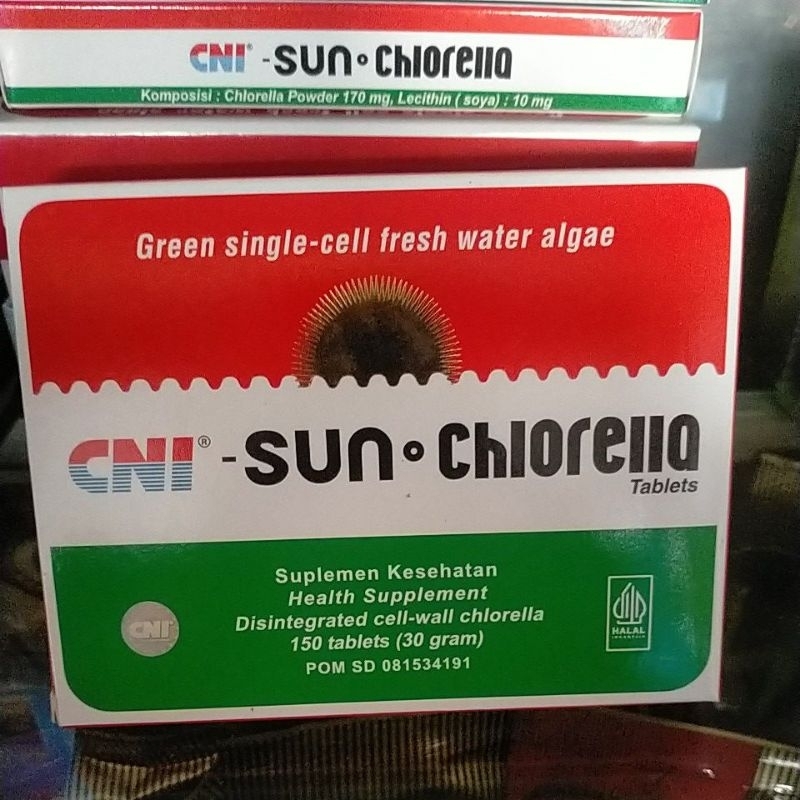 CNI® -SUN•Chlorella
Komposisi : Chlorella Powder 170 mg, Lecithin ( soya) : 10 mg
Green single-cell fresh water algae
CNI® -SUN•Chlorella
Tablets
Suplemen Kesehatan
Health Supplement
Disintegrated cell-wall chlorella
150 tablets (30 gram)
POM SD 081534191
CNI
HALAL
INDONESIA